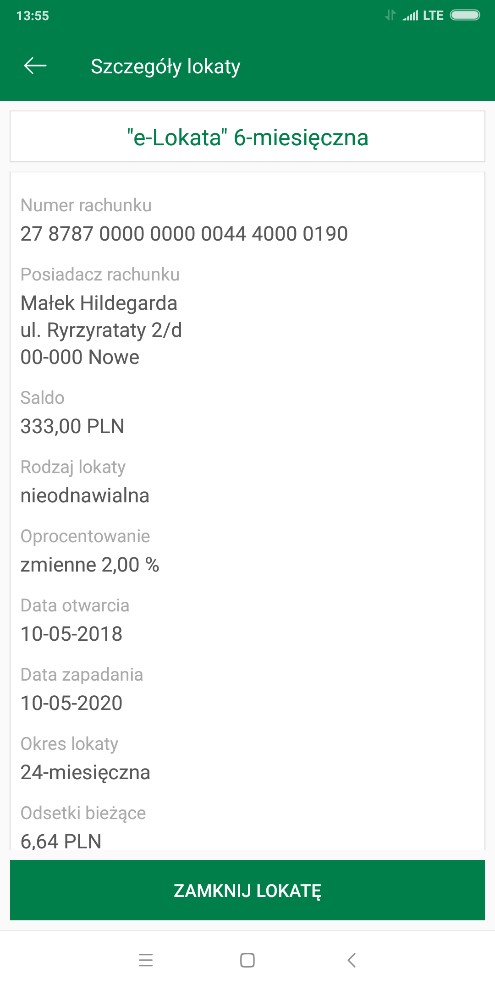 13:55 LTE
Szczegóły lokaty
"e-Lokata" 6-miesięczna
Numer rachunku
27 8787 0000 0000 0044 4000 0190
Posiadacz rachunku
Małek Hildegarda
ul. Ryrzyrataty 2/d
00-000 Nowe
Saldo
333,00 PLN
Rodzaj lokaty
nieodnawialna
Oprocentowanie
zmienne 2,00 %
Data otwarcia
10-05-2018
Data zapadania
10-05-2020
Okres lokaty
24-miesięczna
Odsetki bieżące
6,64 PLN
ZAMKNIJ LOKATĘ